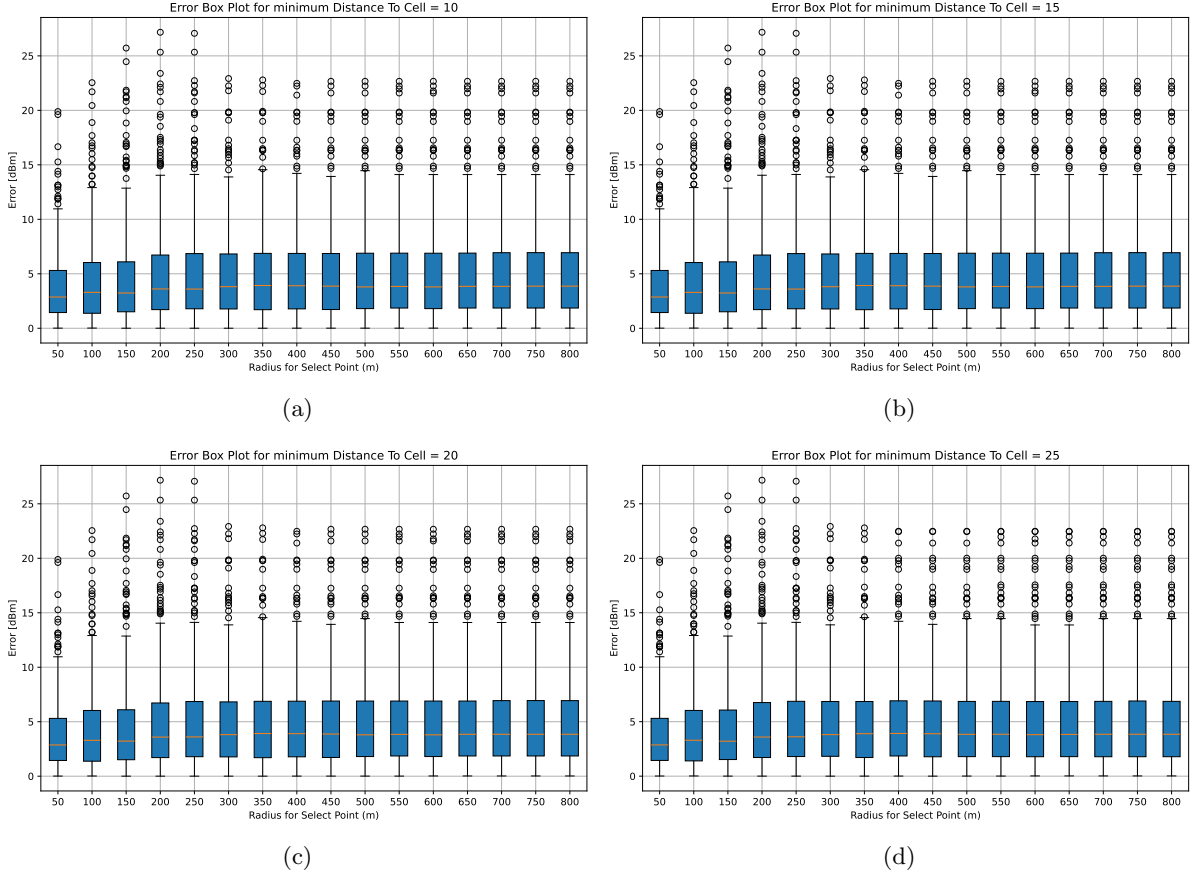 Error Box Plot for minimum Distance To Cell = 10
Error [dBm]
25
20
15
10
5
0
50 100 150 200 250 300 350 400 450 500 550 600 650 700 750 800
Radius for Select Point (m)
(a)
Error Box Plot for minimum Distance To Cell = 15
Error [dBm]
25
20
15
10
5
0
50 100 150 200 250 300 350 400 450 500 550 600 650 700 750 800
Radius for Select Point (m)
(b)
Error Box Plot for minimum Distance To Cell = 20
Error [dBm]
25
20
15
10
5
0
50 100 150 200 250 300 350 400 450 500 550 600 650 700 750 800
Radius for Select Point (m)
(c)
Error Box Plot for minimum Distance To Cell = 25
Error [dBm]
25
20
15
10
5
0
50 100 150 200 250 300 350 400 450 500 550 600 650 700 750 800
Radius for Select Point (m)
(d)